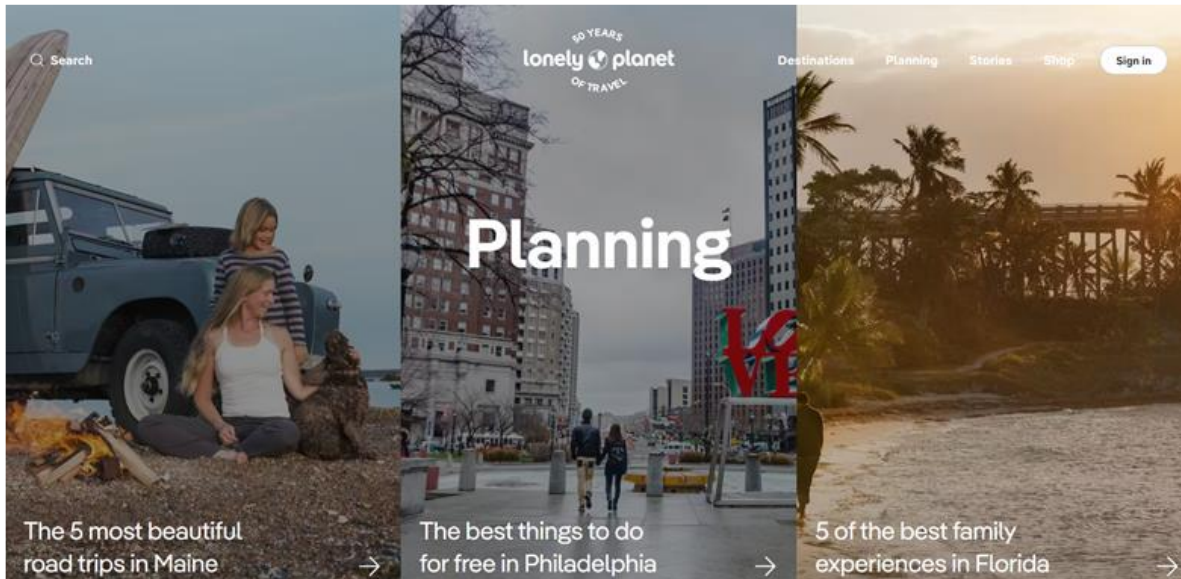 Search
50 YEARS
lonely planet
OF TRAVEL
Destinations
Planning
Stories
Shop
Sign in
Planning
LO
VE
The 5 most beautiful
road trips in Maine
The best things to do
for free in Philadelphia
5 of the best family
experiences in Florida